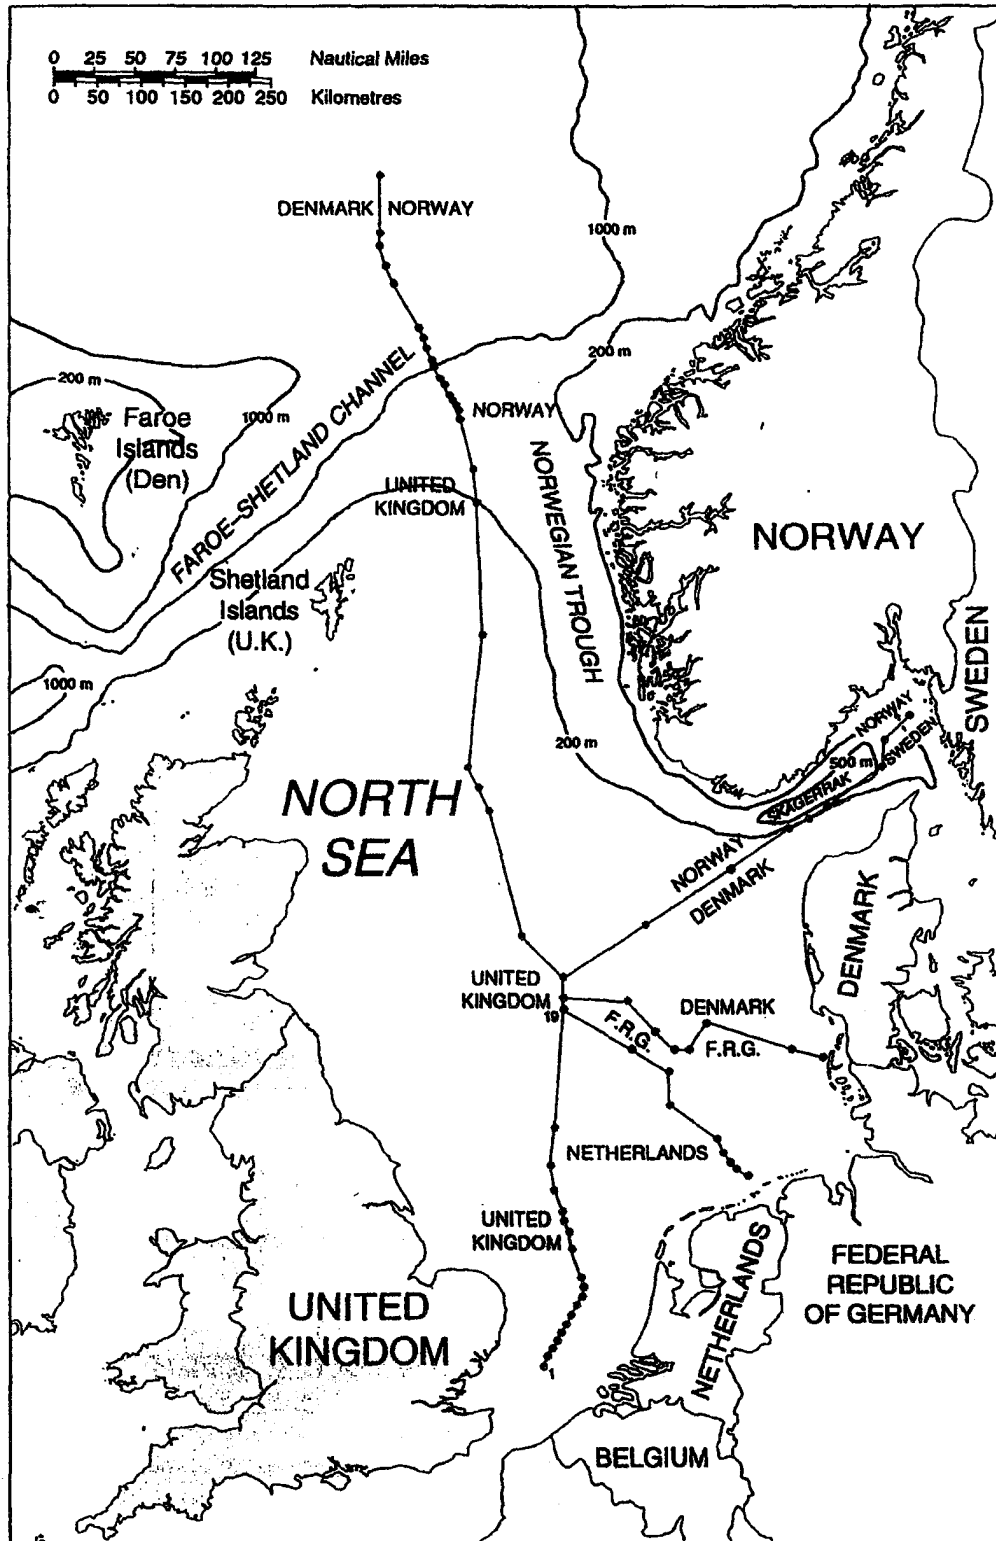 0 25 50 75 100 125 Nautical Miles
0 50 100 150 200 250 Kilometres
DENMARK NORWAY
1000 m
200 m
200 m
1000 m
Faroe
Islands
(Den)
FAROE-SHETLAND CHANNEL
NORWAY
UNITED
KINGDOM
NORWEGIAN TROUGH
NORWAY
Shetland
Islands
(U.K.)
1000 m
SWEDEN
200 m
NORWAY
500 m
SWEDEN
SKAGERRAK
NORTH
SEA
NORWAY
DENMARK
DENMARK
UNITED
KINGDOM
19
DENMARK
F.R.G.
F.R.G.
NETHERLANDS
UNITED
KINGDOM
NETHERLANDS
FEDERAL
REPUBLIC
OF GERMANY
UNITED
KINGDOM
1
BELGIUM